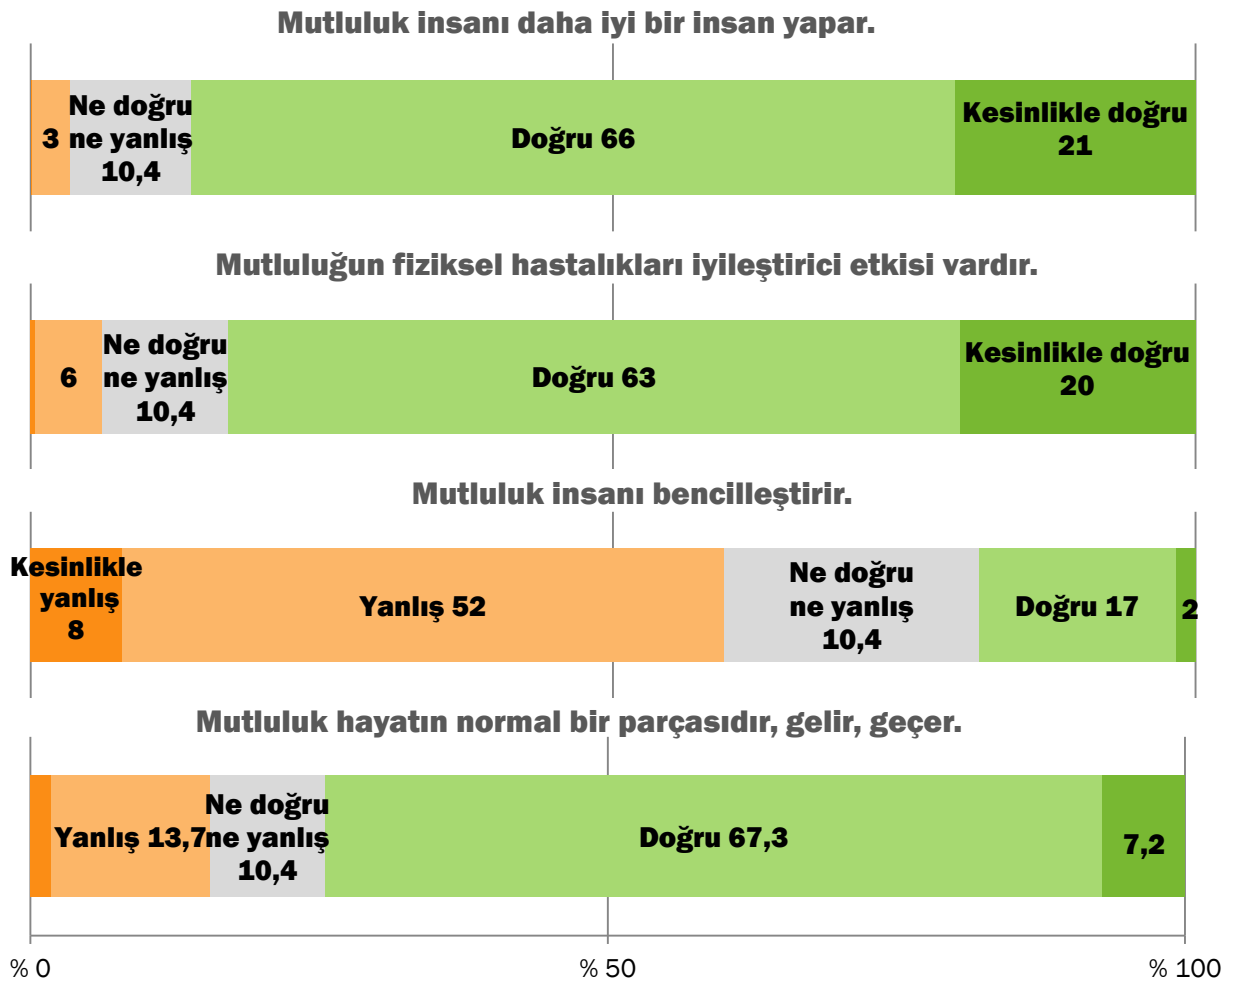 Mutluluk insanı daha iyi bir insan yapar.
3
Ne doğru
ne yanlış
10,4
Doğru 66
Kesinlikle doğru
21
Mutluluğun fiziksel hastalıkları iyileştirici etkisi vardır.
6
Ne doğru
ne yanlış
10,4
Doğru 63
Kesinlikle doğru
20
Mutluluk insanı bencilleştirir.
Kesinlikle
yanlış
8
Yanlış 52
Ne doğru
ne yanlış
10,4
Doğru 17
2
Mutluluk hayatın normal bir parçasıdır, gelir, geçer.
Yanlış 13,7
Ne doğru
ne yanlış
10,4
Doğru 67,3
7,2
% 0
% 50
% 100